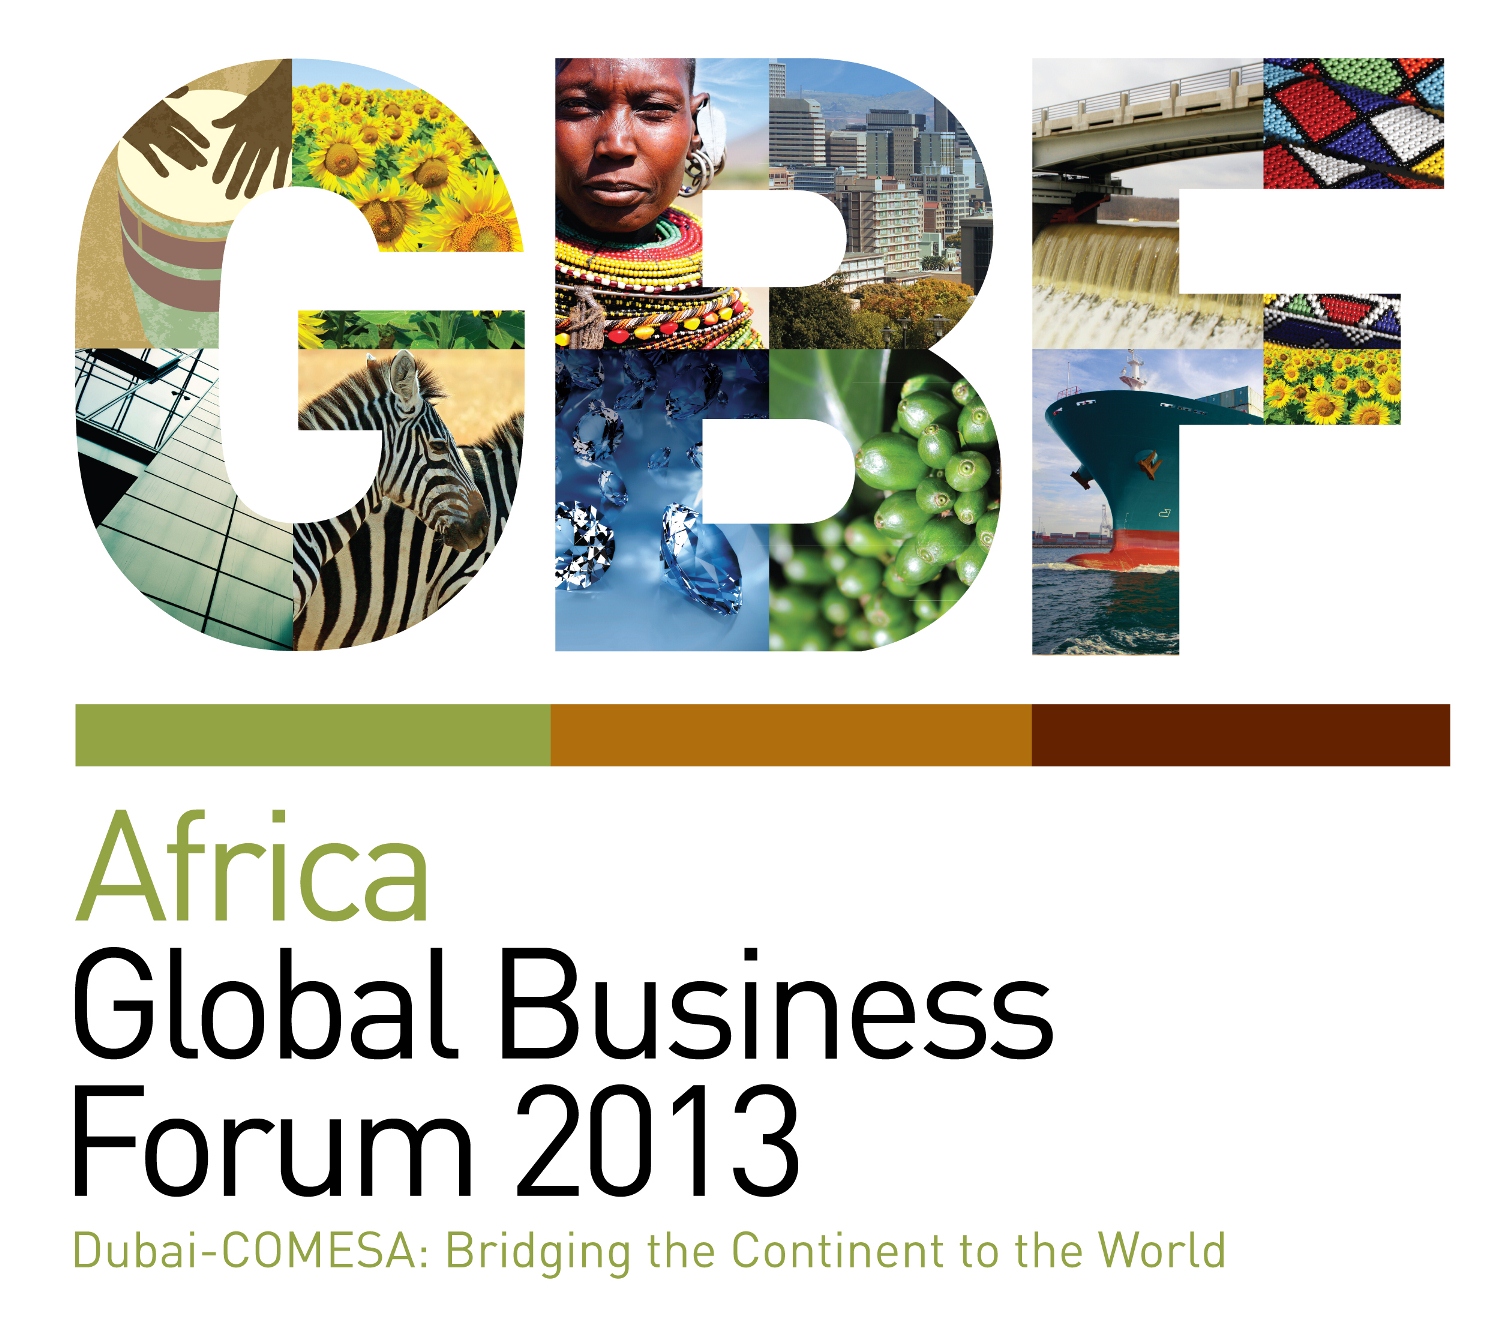 GBF
Africa
Global Business
Forum 2013
Dubai-COMESA: Bridging the Continent to the World